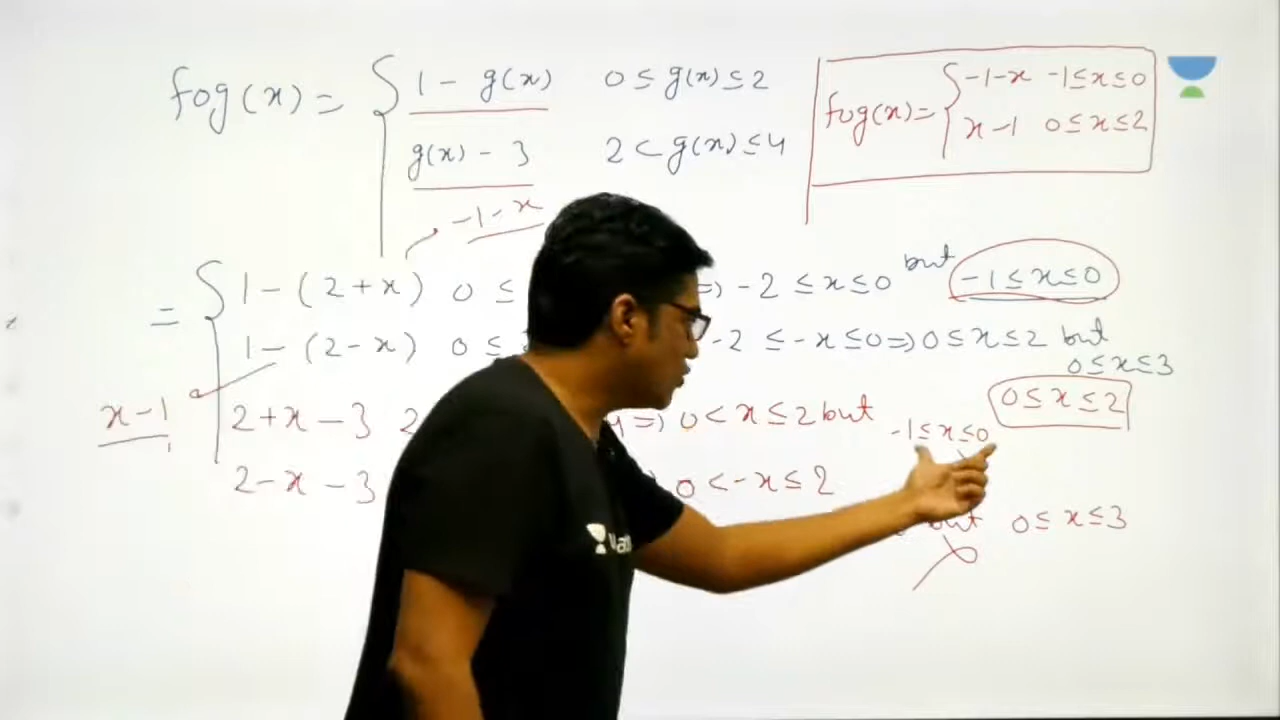 fog(x) = { 1 - g(x) 0 ≤ g(x) ≤ 2
g(x) - 3 2 < g(x) ≤ 4
fog(x) = { -1-x -1≤x≤0
x-1 0≤x≤2
-1-x
= { 1-(2+x) 0 ≤ ⇒ -2 ≤x≤0 but -1≤x≤0
1-(2-x) 0 ≤ -2 ≤ -x≤0 ⇒ 0≤x≤2 but
0≤x≤3
0≤x≤2
x-1
2+x-3 2 4 ⇒ 0<x≤2 but
-1≤x≤0
2-x-3 0<-x≤2
but 0≤x≤3